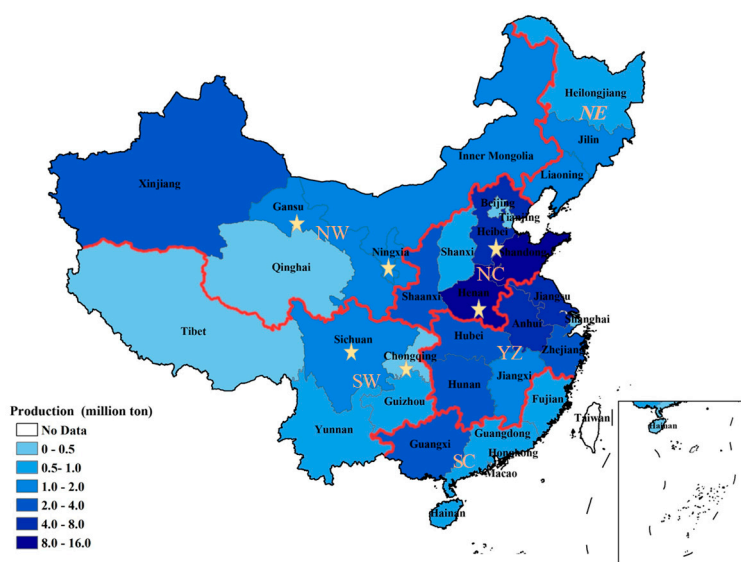 Heilongjiang
NE
Jilin
Inner Mongolia
Liaoning
Xinjiang
Beijing
Tianjing
Gansu
NW
Heibei
Ningxia
Shanxi
Shandong
Qinghai
NC
Shaanxi
Henan
Jiangsu
Anhui
Shanghai
Tibet
Sichuan
Hubei
YZ
Zhejiang
Chongqing
SW
Jiangxi
Hunan
Guizhou
Fujian
Yunnan
Taiwan
Guangxi
Guangdong
SC
Hongkong
Macao
Hainan
Hainan
Production (million ton)
No Data
0 - 0.5
0.5- 1.0
1.0 - 2.0
2.0 - 4.0
4.0 - 8.0
8.0 - 16.0